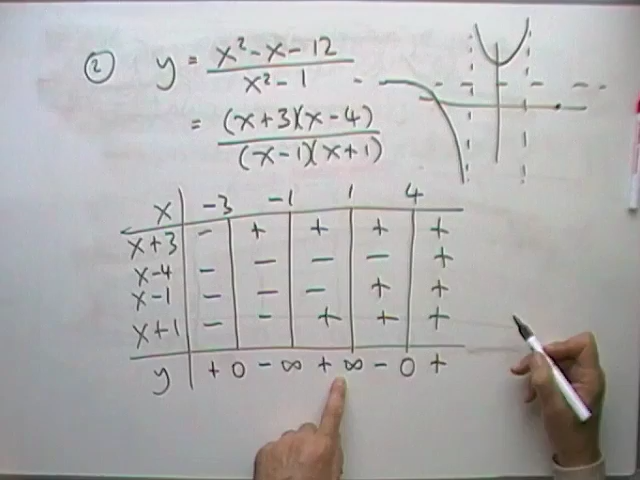 ② y = x² - x - 12 / x² - 1
= (x+3)(x-4) / (x-1)(x+1)
x -3 -1 1 4
x+3 - + + + +
x-4 - - - - +
x-1 - - - + +
x+1 - - + + +
y + 0 - ∞ + ∞ - 0 +